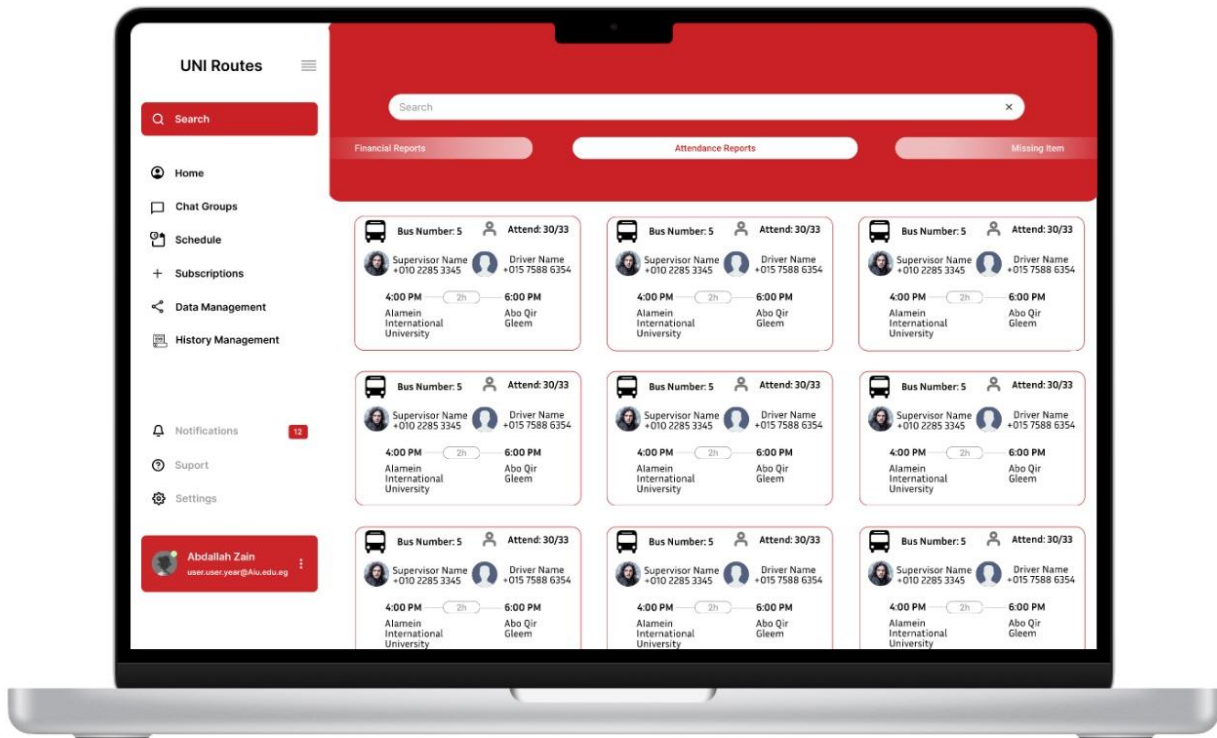 UNI Routes
Search
Home
Chat Groups
Schedule
Subscriptions
Data Management
History Management
Notifications 12
Suport
Settings
Abdallah Zain
user.user.year@Aiu.edu.eg
Search ×
Financial Reports Attendance Reports Missing Item
Bus Number: 5 Attend: 30/33
Supervisor Name Driver Name
+010 2285 3345 +015 7588 6354
4:00 PM 2h 6:00 PM
Alamein Abo Qir
International Gleem
University
Bus Number: 5 Attend: 30/33
Supervisor Name Driver Name
+010 2285 3345 +015 7588 6354
4:00 PM 2h 6:00 PM
Alamein Abo Qir
International Gleem
University
Bus Number: 5 Attend: 30/33
Supervisor Name Driver Name
+010 2285 3345 +015 7588 6354
4:00 PM 2h 6:00 PM
Alamein Abo Qir
International Gleem
University
Bus Number: 5 Attend: 30/33
Supervisor Name Driver Name
+010 2285 3345 +015 7588 6354
4:00 PM 2h 6:00 PM
Alamein Abo Qir
International Gleem
University
Bus Number: 5 Attend: 30/33
Supervisor Name Driver Name
+010 2285 3345 +015 7588 6354
4:00 PM 2h 6:00 PM
Alamein Abo Qir
International Gleem
University
Bus Number: 5 Attend: 30/33
Supervisor Name Driver Name
+010 2285 3345 +015 7588 6354
4:00 PM 2h 6:00 PM
Alamein Abo Qir
International Gleem
University
Bus Number: 5 Attend: 30/33
Supervisor Name Driver Name
+010 2285 3345 +015 7588 6354
4:00 PM 2h 6:00 PM
Alamein Abo Qir
International Gleem
University
Bus Number: 5 Attend: 30/33
Supervisor Name Driver Name
+010 2285 3345 +015 7588 6354
4:00 PM 2h 6:00 PM
Alamein Abo Qir
International Gleem
University
Bus Number: 5 Attend: 30/33
Supervisor Name Driver Name
+010 2285 3345 +015 7588 6354
4:00 PM 2h 6:00 PM
Alamein Abo Qir
International Gleem
University